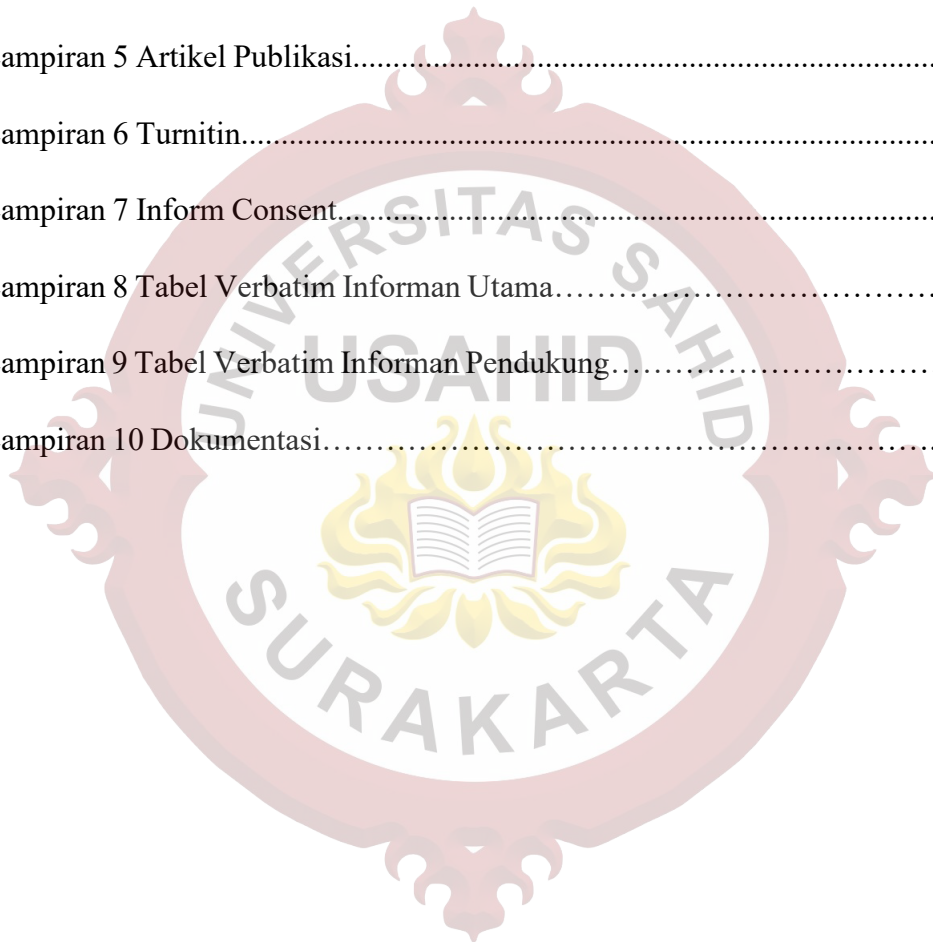 ampiran 5 Artikel Publikasi..........................................................................
ampiran 6 Turnitin.........................................................................................
ampiran 7 Inform Consent............................................................................
ampiran 8 Tabel Verbatim Informan Utama……………………………….
ampiran 9 Tabel Verbatim Informan Pendukung…………………………
ampiran 10 Dokumentasi…………………………………………………….
UNIVERSITAS SAHID
USAHID
SURAKARTA